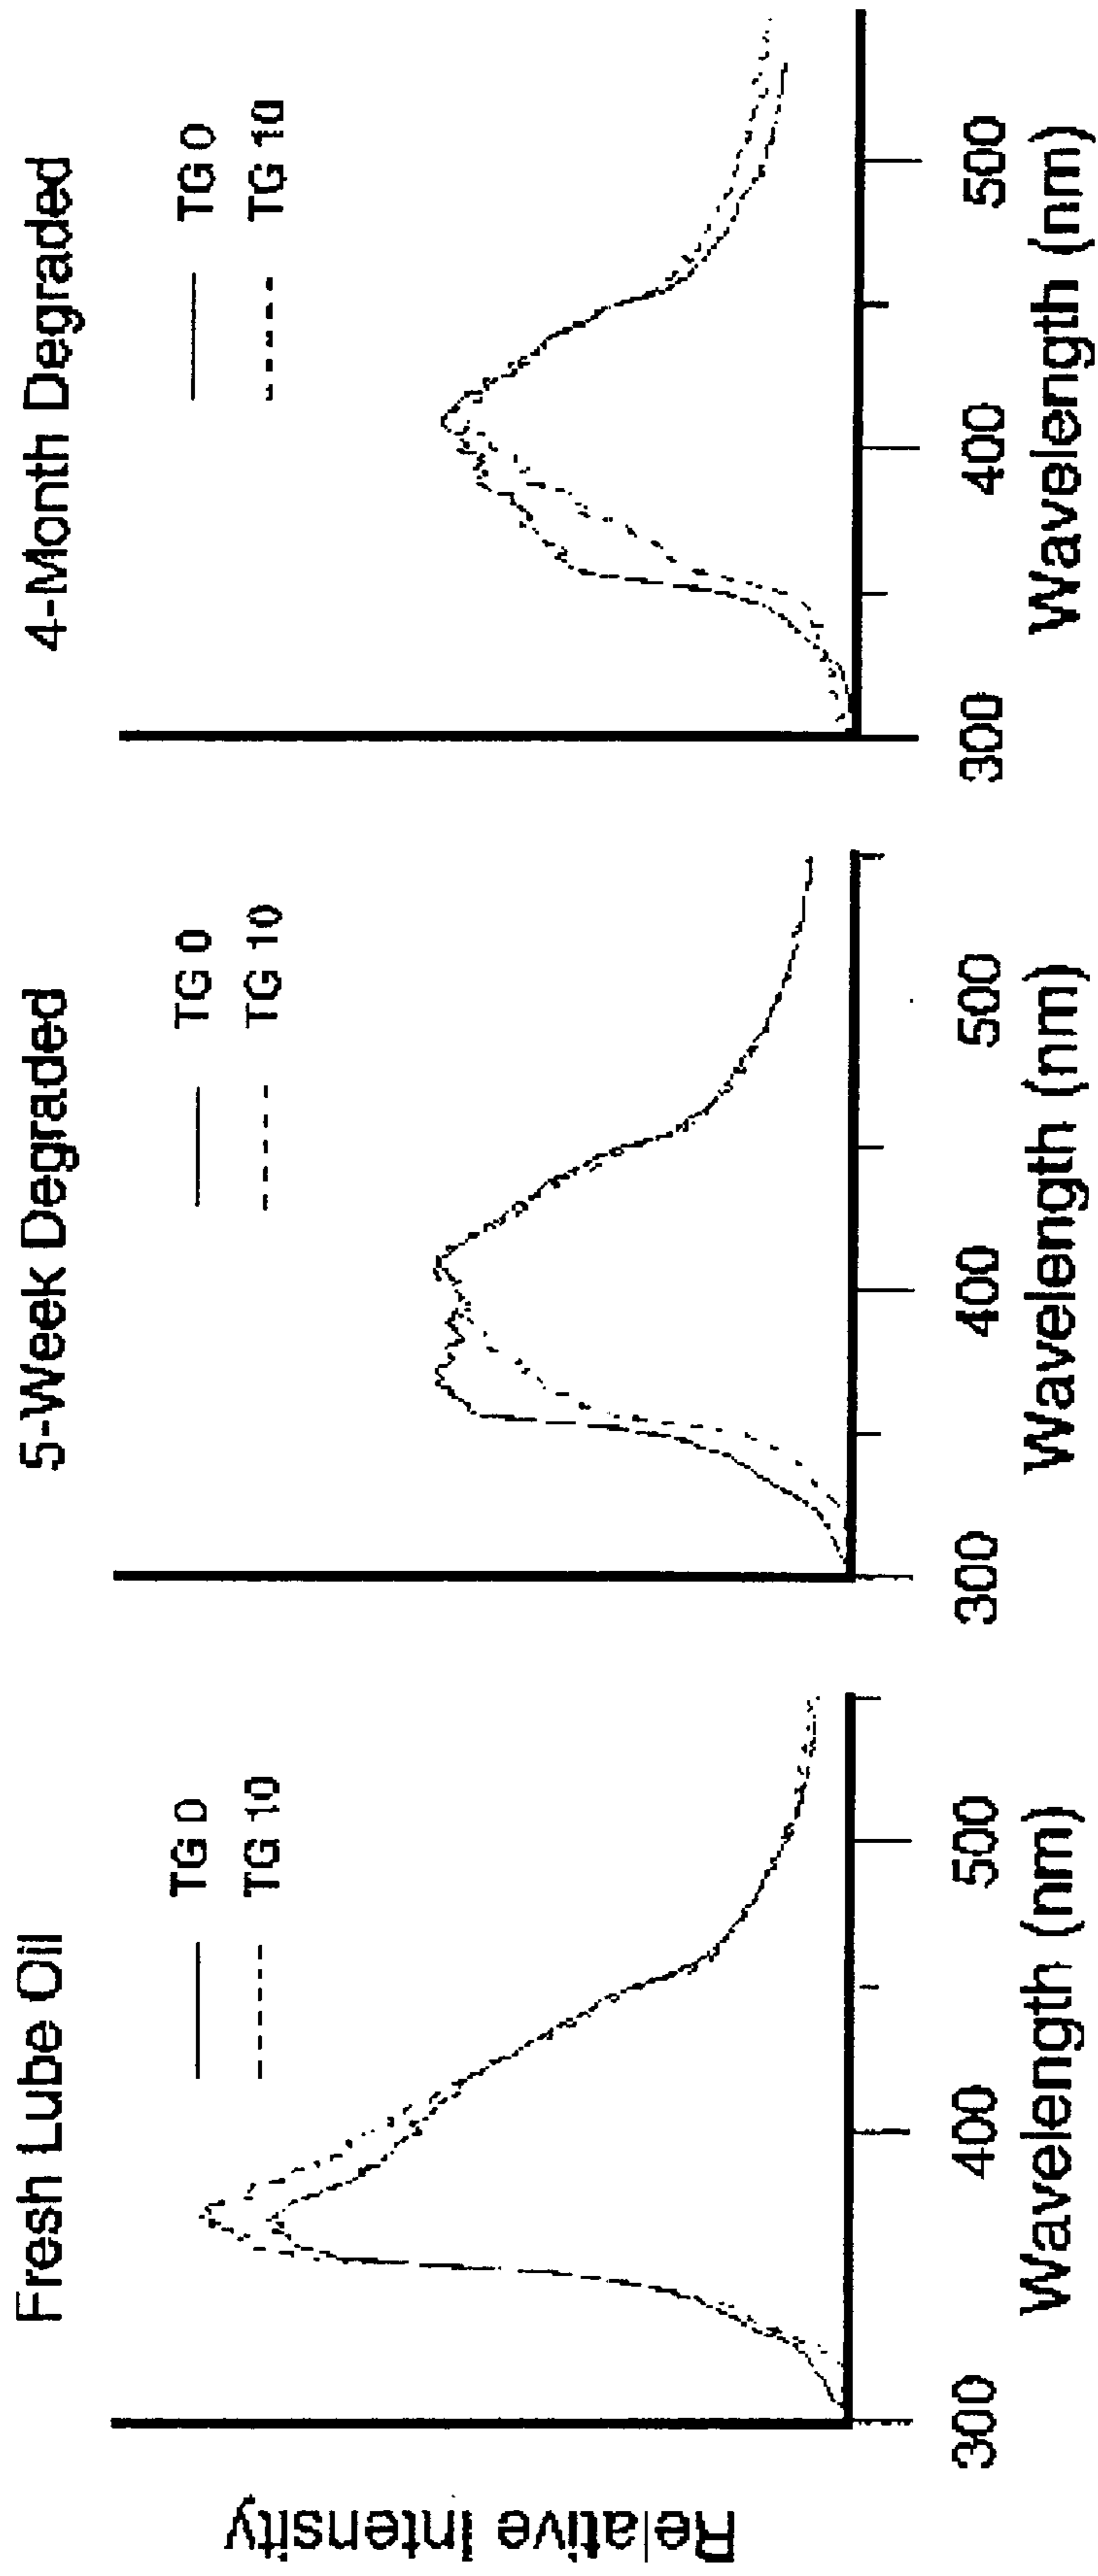 Fresh Lube Oil
TG 0
TG 10
Relative Intensity
300
400
500
Wavelength (nm)
5-Week Degraded
TG 0
TG 10
300
400
500
Wavelength (nm)
4-Month Degraded
TG 0
TG 10
300
400
500
Wavelength (nm)